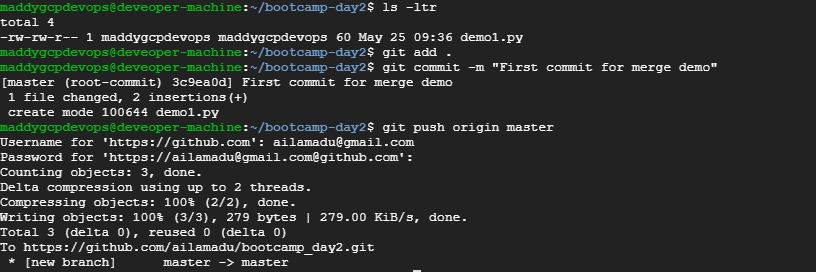 maddygcpdevops@deveoper-machine:~/bootcamp-day2$ ls -ltr
total 4
-rw-rw-r-- 1 maddygcpdevops maddygcpdevops 60 May 25 09:36 demo1.py
maddygcpdevops@deveoper-machine:~/bootcamp-day2$ git add .
maddygcpdevops@deveoper-machine:~/bootcamp-day2$ git commit -m "First commit for merge demo"
[master (root-commit) 3c9ea0d] First commit for merge demo
 1 file changed, 2 insertions(+)
 create mode 100644 demo1.py
maddygcpdevops@deveoper-machine:~/bootcamp-day2$ git push origin master
Username for 'https://github.com': ailamadu@gmail.com
Password for 'https://ailamadu@gmail.com@github.com':
Counting objects: 3, done.
Delta compression using up to 2 threads.
Compressing objects: 100% (2/2), done.
Writing objects: 100% (3/3), 279 bytes | 279.00 KiB/s, done.
Total 3 (delta 0), reused 0 (delta 0)
To https://github.com/ailamadu/bootcamp_day2.git
 * [new branch]      master -> master